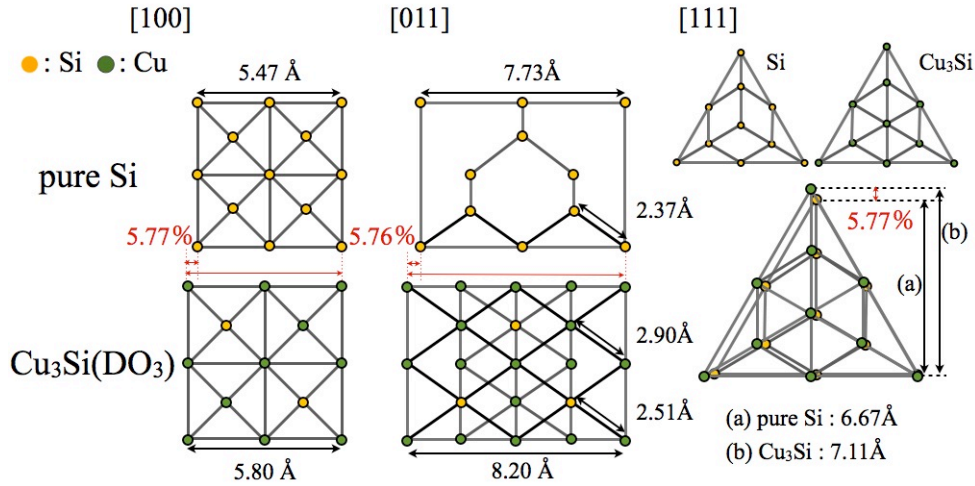 [100]
[011]
[111]
: Si : Cu
5.47 Å
7.73Å
Si
Cu₃Si
pure Si
2.37Å
5.77%
5.76%
5.77%
(b)
(a)
2.90Å
Cu₃Si(DO₃)
2.51Å
(a) pure Si : 6.67Å
(b) Cu₃Si : 7.11Å
5.80 Å
8.20 Å